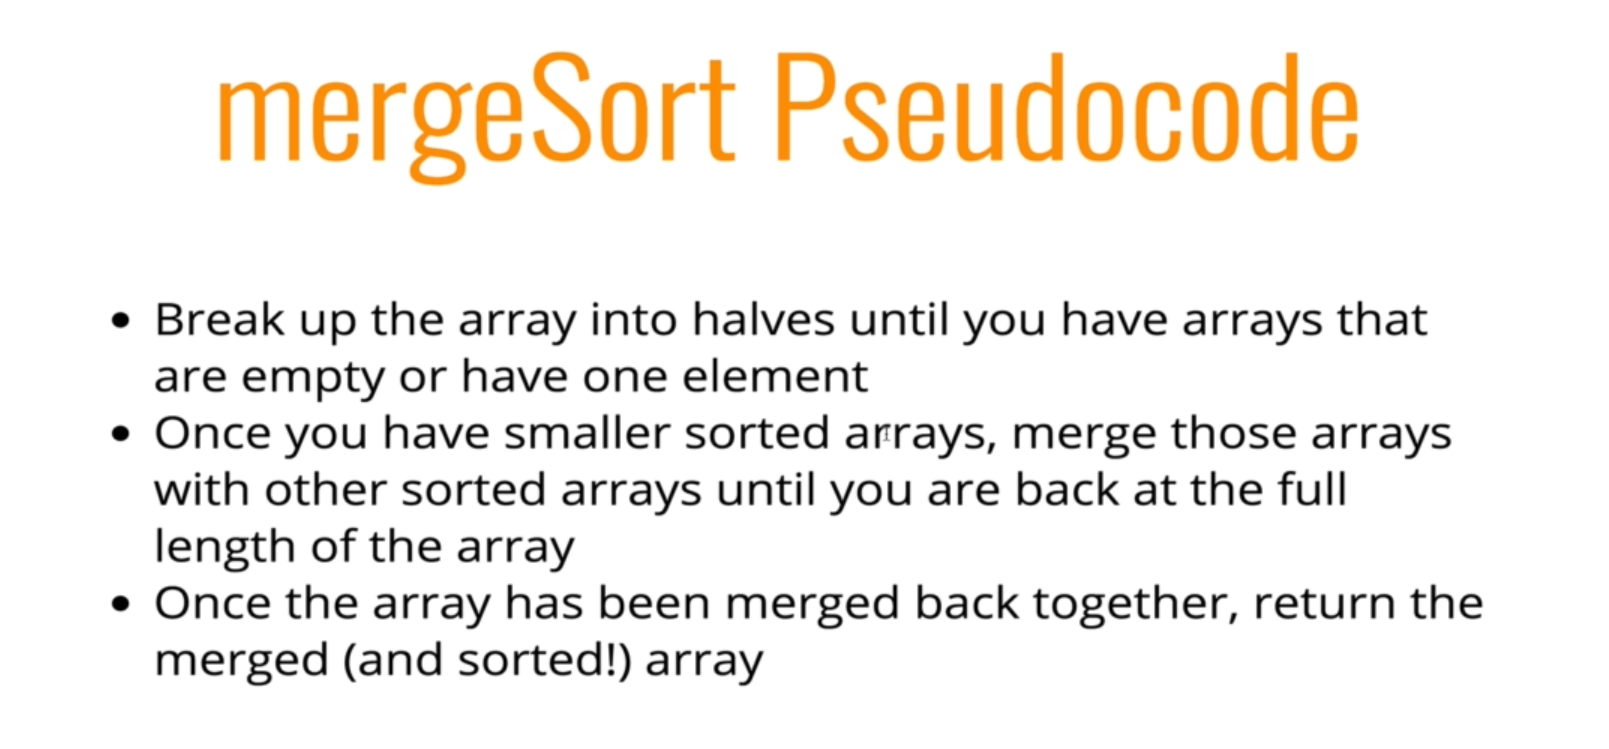 mergeSort Pseudocode
• Break up the array into halves until you have arrays that
are empty or have one element
• Once you have smaller sorted arrays, merge those arrays
with other sorted arrays until you are back at the full
length of the array
• Once the array has been merged back together, return the
merged (and sorted!) array